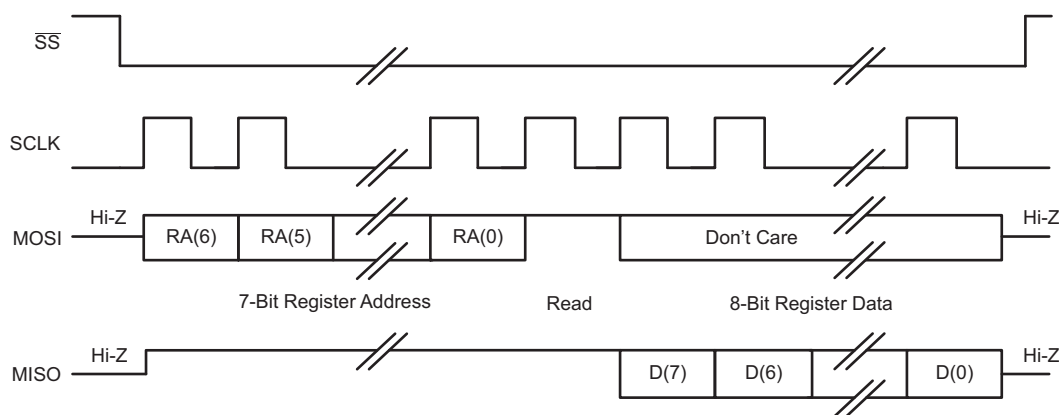 SS
SCLK
Hi-Z Hi-Z
MOSI RA(6) RA(5) RA(0) Don't Care
7-Bit Register Address Read 8-Bit Register Data
Hi-Z Hi-Z
MISO D(7) D(6) D(0)